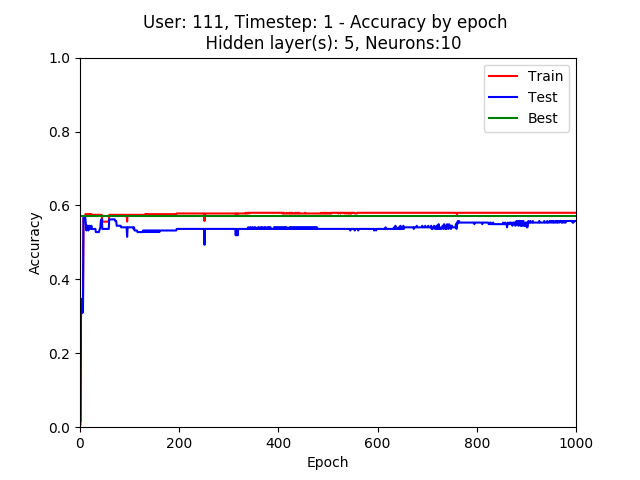 User: 111, Timestep: 1 - Accuracy by epoch
Hidden layer(s): 5, Neurons:10
1.0
Train
Test
Best
0.8
0.6
Accuracy
0.4
0.2
0.0
0 200 400 600 800 1000
Epoch